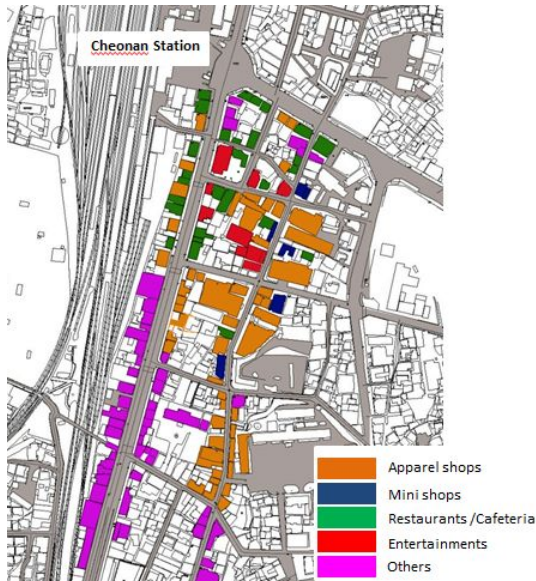 Cheonan Station
Apparel shops
Mini shops
Restaurants /Cafeteria
Entertainments
Others